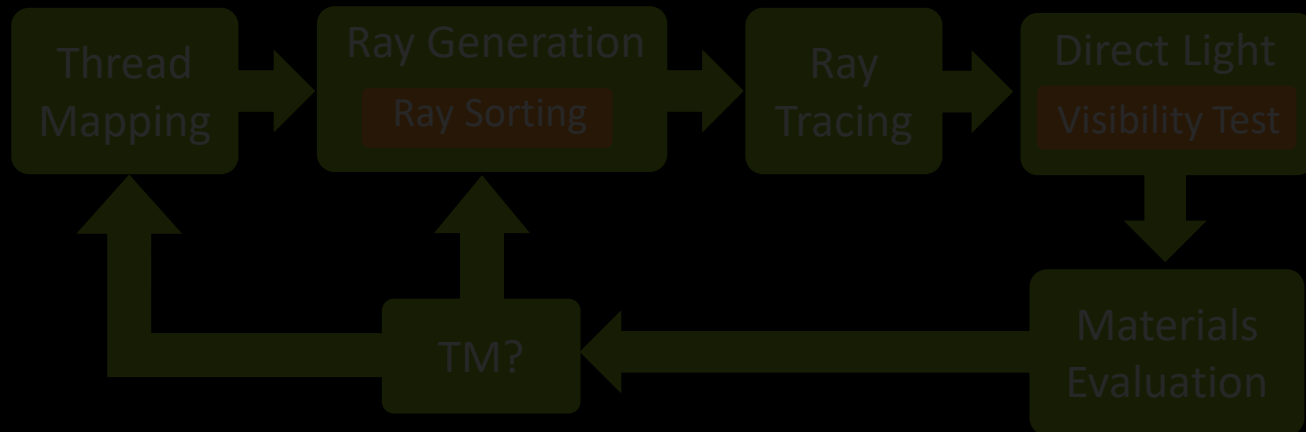 Thread
Mapping
Ray Generation
Ray Sorting
Ray
Tracing
Direct Light
Visibility Test
Materials
Evaluation
TM?